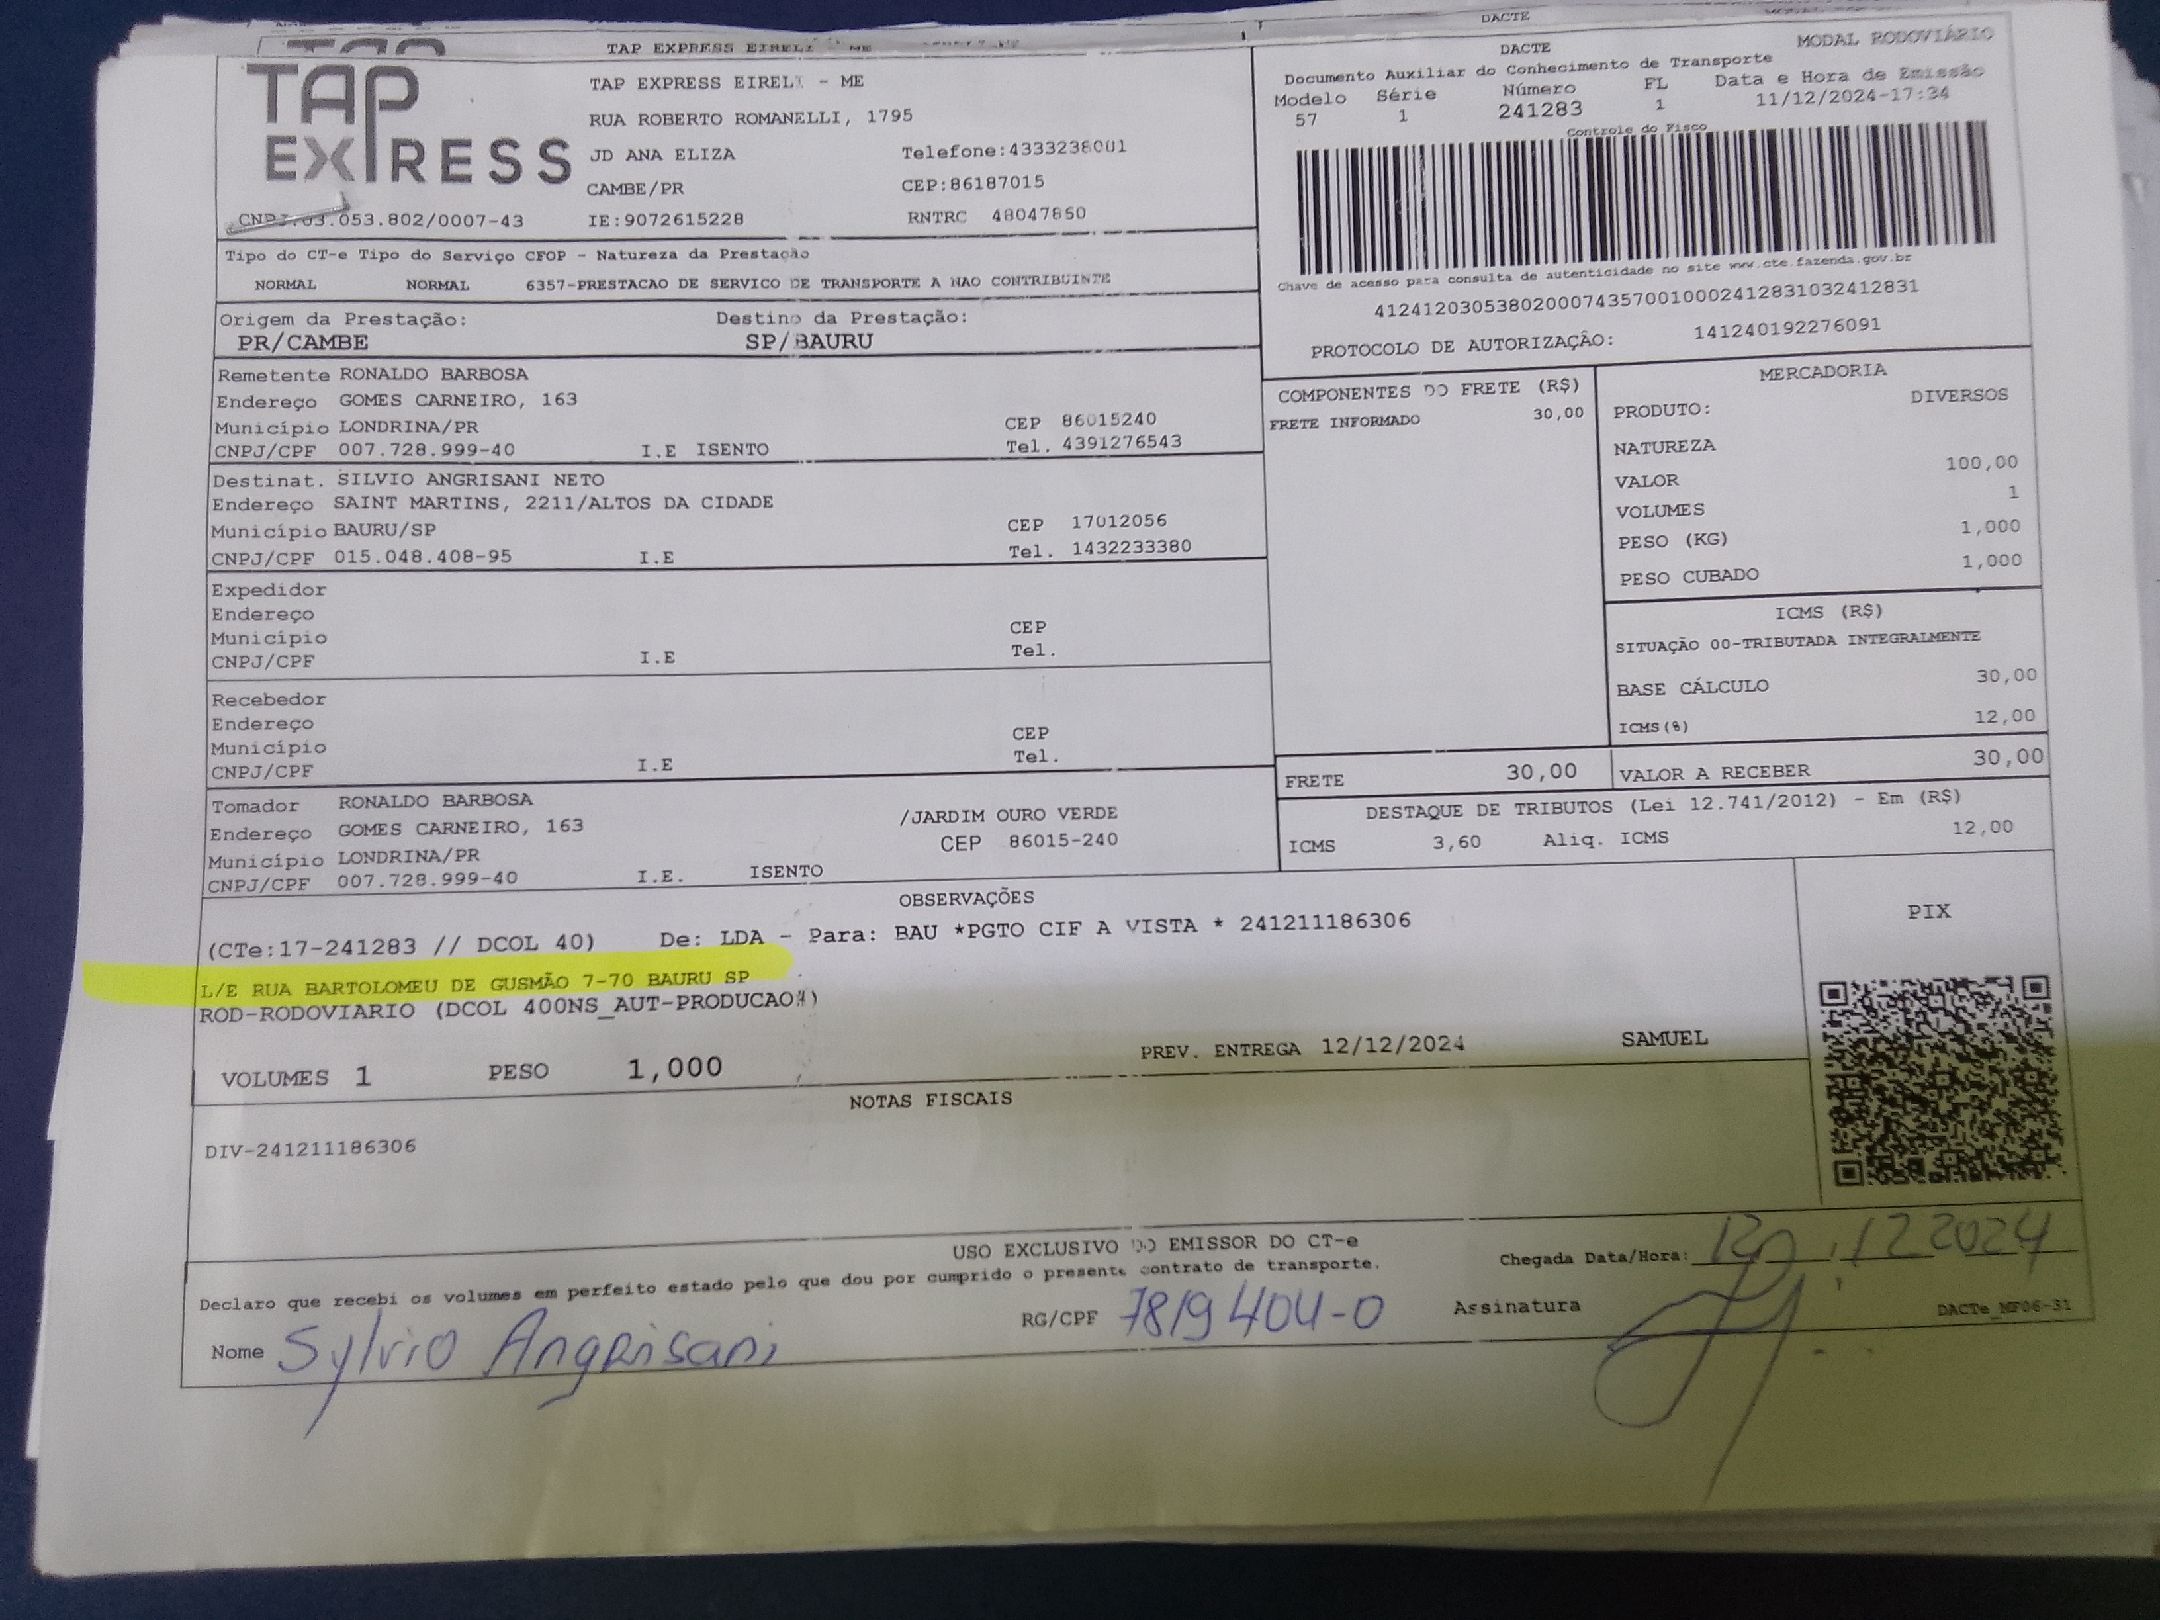 DACTE
TAP EXPRESS EIRELI - ME
TAP EXPRESS
TAP EXPRESS EIRELI - ME
RUA ROBERTO ROMANELLI, 1795
JD ANA ELIZA Telefone:4333238001
CAMBE/PR CEP:86187015
CNPJ:03.053.802/0007-43 IE:9072615228 RNTRC 48047860
DACTE MODAL RODOVIÁRIO
Documento Auxiliar do Conhecimento de Transporte
Modelo Série Número FL Data e Hora de Emissão
57 1 241283 1 11/12/2024-17:34
Controle do Fisco
Chave de acesso para consulta de autenticidade no site www.cte.fazenda.gov.br
41241203053802000743570010002412831032412831
PROTOCOLO DE AUTORIZAÇÃO: 141240192276091
Tipo do CT-e Tipo do Serviço CFOP - Natureza da Prestação
NORMAL NORMAL 6357-PRESTACAO DE SERVICO DE TRANSPORTE A NAO CONTRIBUINTE
Origem da Prestação: Destino da Prestação:
PR/CAMBE SP/BAURU
Remetente RONALDO BARBOSA
Endereço GOMES CARNEIRO, 163
Município LONDRINA/PR CEP 86015240
CNPJ/CPF 007.728.999-40 I.E ISENTO Tel. 4391276543
Destinat. SILVIO ANGRISANI NETO
Endereço SAINT MARTINS, 2211/ALTOS DA CIDADE
Município BAURU/SP CEP 17012056
CNPJ/CPF 015.048.408-95 I.E Tel. 1432233380
Expedidor
Endereço
Município CEP
CNPJ/CPF I.E Tel.
Recebedor
Endereço
Município CEP
CNPJ/CPF I.E Tel.
Tomador RONALDO BARBOSA
Endereço GOMES CARNEIRO, 163 /JARDIM OURO VERDE
Município LONDRINA/PR CEP 86015-240
CNPJ/CPF 007.728.999-40 I.E. ISENTO
COMPONENTES DO FRETE (R$)
FRETE INFORMADO 30,00
MERCADORIA
PRODUTO: DIVERSOS
NATUREZA
VALOR 100,00
VOLUMES 1
PESO (KG) 1,000
PESO CUBADO 1,000
ICMS (R$)
SITUAÇÃO 00-TRIBUTADA INTEGRALMENTE
BASE CÁLCULO 30,00
ICMS(%) 12,00
FRETE 30,00 VALOR A RECEBER 30,00
DESTAQUE DE TRIBUTOS (Lei 12.741/2012) - Em (R$)
ICMS 3,60 Aliq. ICMS 12,00
OBSERVAÇÕES
(CTe:17-241283 // DCOL 40) De: LDA - Para: BAU *PGTO CIF A VISTA * 241211186306
L/E RUA BARTOLOMEU DE GUSMÃO 7-70 BAURU SP
ROD-RODOVIARIO (DCOL 400NS_AUT-PRODUCAO#)
VOLUMES 1 PESO 1,000 PREV. ENTREGA 12/12/2024 SAMUEL
PIX
NOTAS FISCAIS
DIV-241211186306
USO EXCLUSIVO DO EMISSOR DO CT-e
Declaro que recebi os volumes em perfeito estado pelo que dou por cumprido o presente contrato de transporte.
Chegada Data/Hora: 12 12 2024
Nome Sylvio Angrisani RG/CPF 7819404-0 Assinatura
DACTe_MF06-31